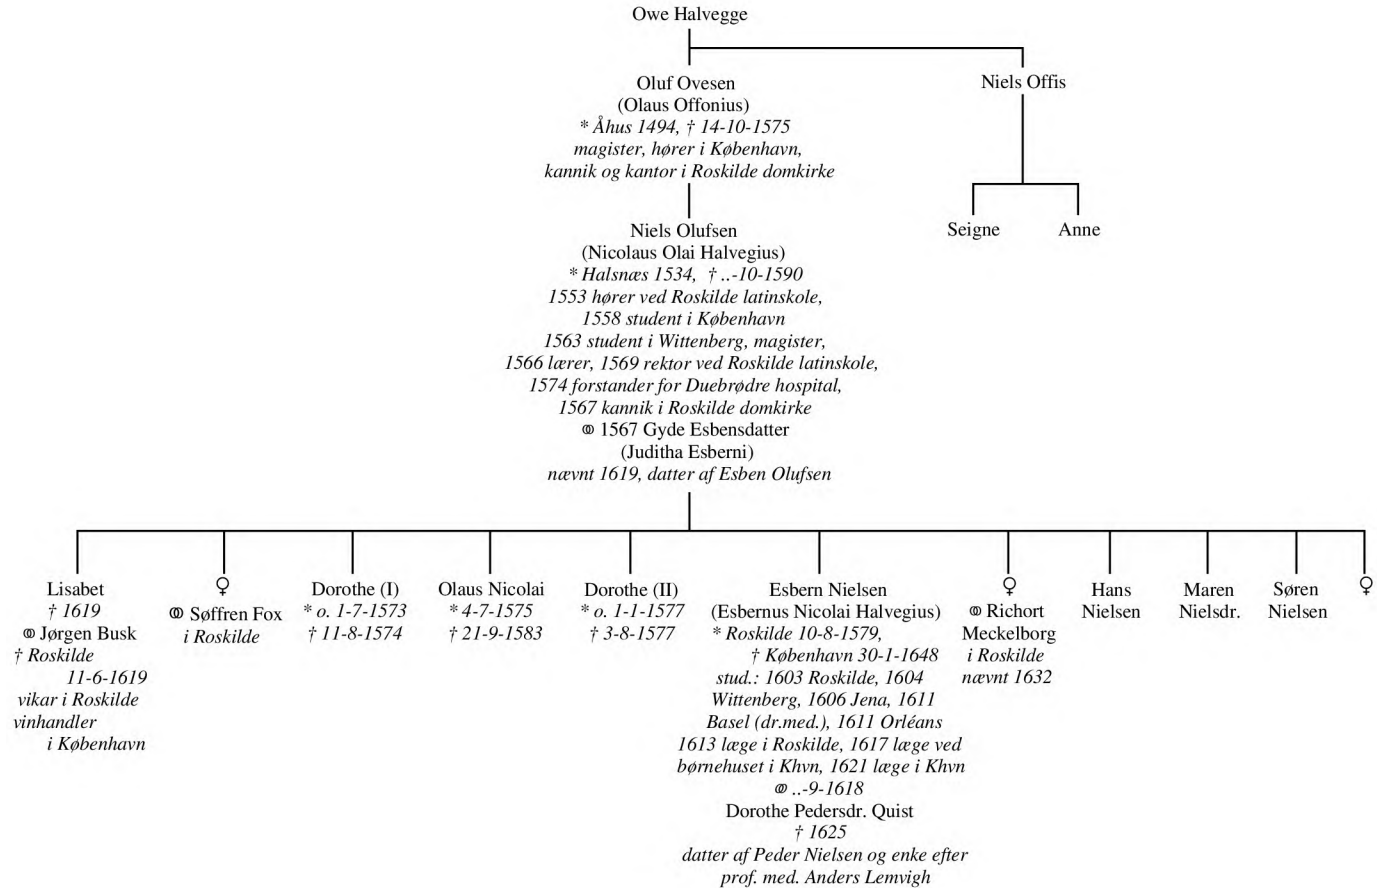 Owe Halvegge
Oluf Ovesen
(Olaus Offonius)
* Åhus 1494, † 14-10-1575
magister, hører i København,
kannik og kantor i Roskilde domkirke
Niels Offis
Seigne
Anne
Niels Olufsen
(Nicolaus Olai Halvegius)
* Halsnæs 1534, † ..-10-1590
1553 hører ved Roskilde latinskole,
1558 student i København
1563 student i Wittenberg, magister,
1566 lærer, 1569 rektor ved Roskilde latinskole,
1574 forstander for Duebrødre hospital,
1567 kannik i Roskilde domkirke
⚭ 1567 Gyde Esbensdatter
(Juditha Esberni)
nævnt 1619, datter af Esben Olufsen
Lisabet
† 1619
⚭ Jørgen Busk
† Roskilde
11-6-1619
vikar i Roskilde
vinhandler
i København
♀
⚭ Søffren Fox
i Roskilde
Dorothe (I)
* o. 1-7-1573
† 11-8-1574
Olaus Nicolai
* 4-7-1575
† 21-9-1583
Dorothe (II)
* o. 1-1-1577
† 3-8-1577
Esbern Nielsen
(Esbernus Nicolai Halvegius)
* Roskilde 10-8-1579,
† København 30-1-1648
stud.: 1603 Roskilde, 1604
Wittenberg, 1606 Jena, 1611
Basel (dr.med.), 1611 Orléans
1613 læge i Roskilde, 1617 læge ved
børnehuset i Khvn, 1621 læge i Khvn
⚭ ..-9-1618
Dorothe Pedersdr. Quist
† 1625
datter af Peder Nielsen og enke efter
prof. med. Anders Lemvigh
♀
⚭ Richort
Meckelborg
i Roskilde
nævnt 1632
Hans
Nielsen
Maren
Nielsdr.
Søren
Nielsen
♀